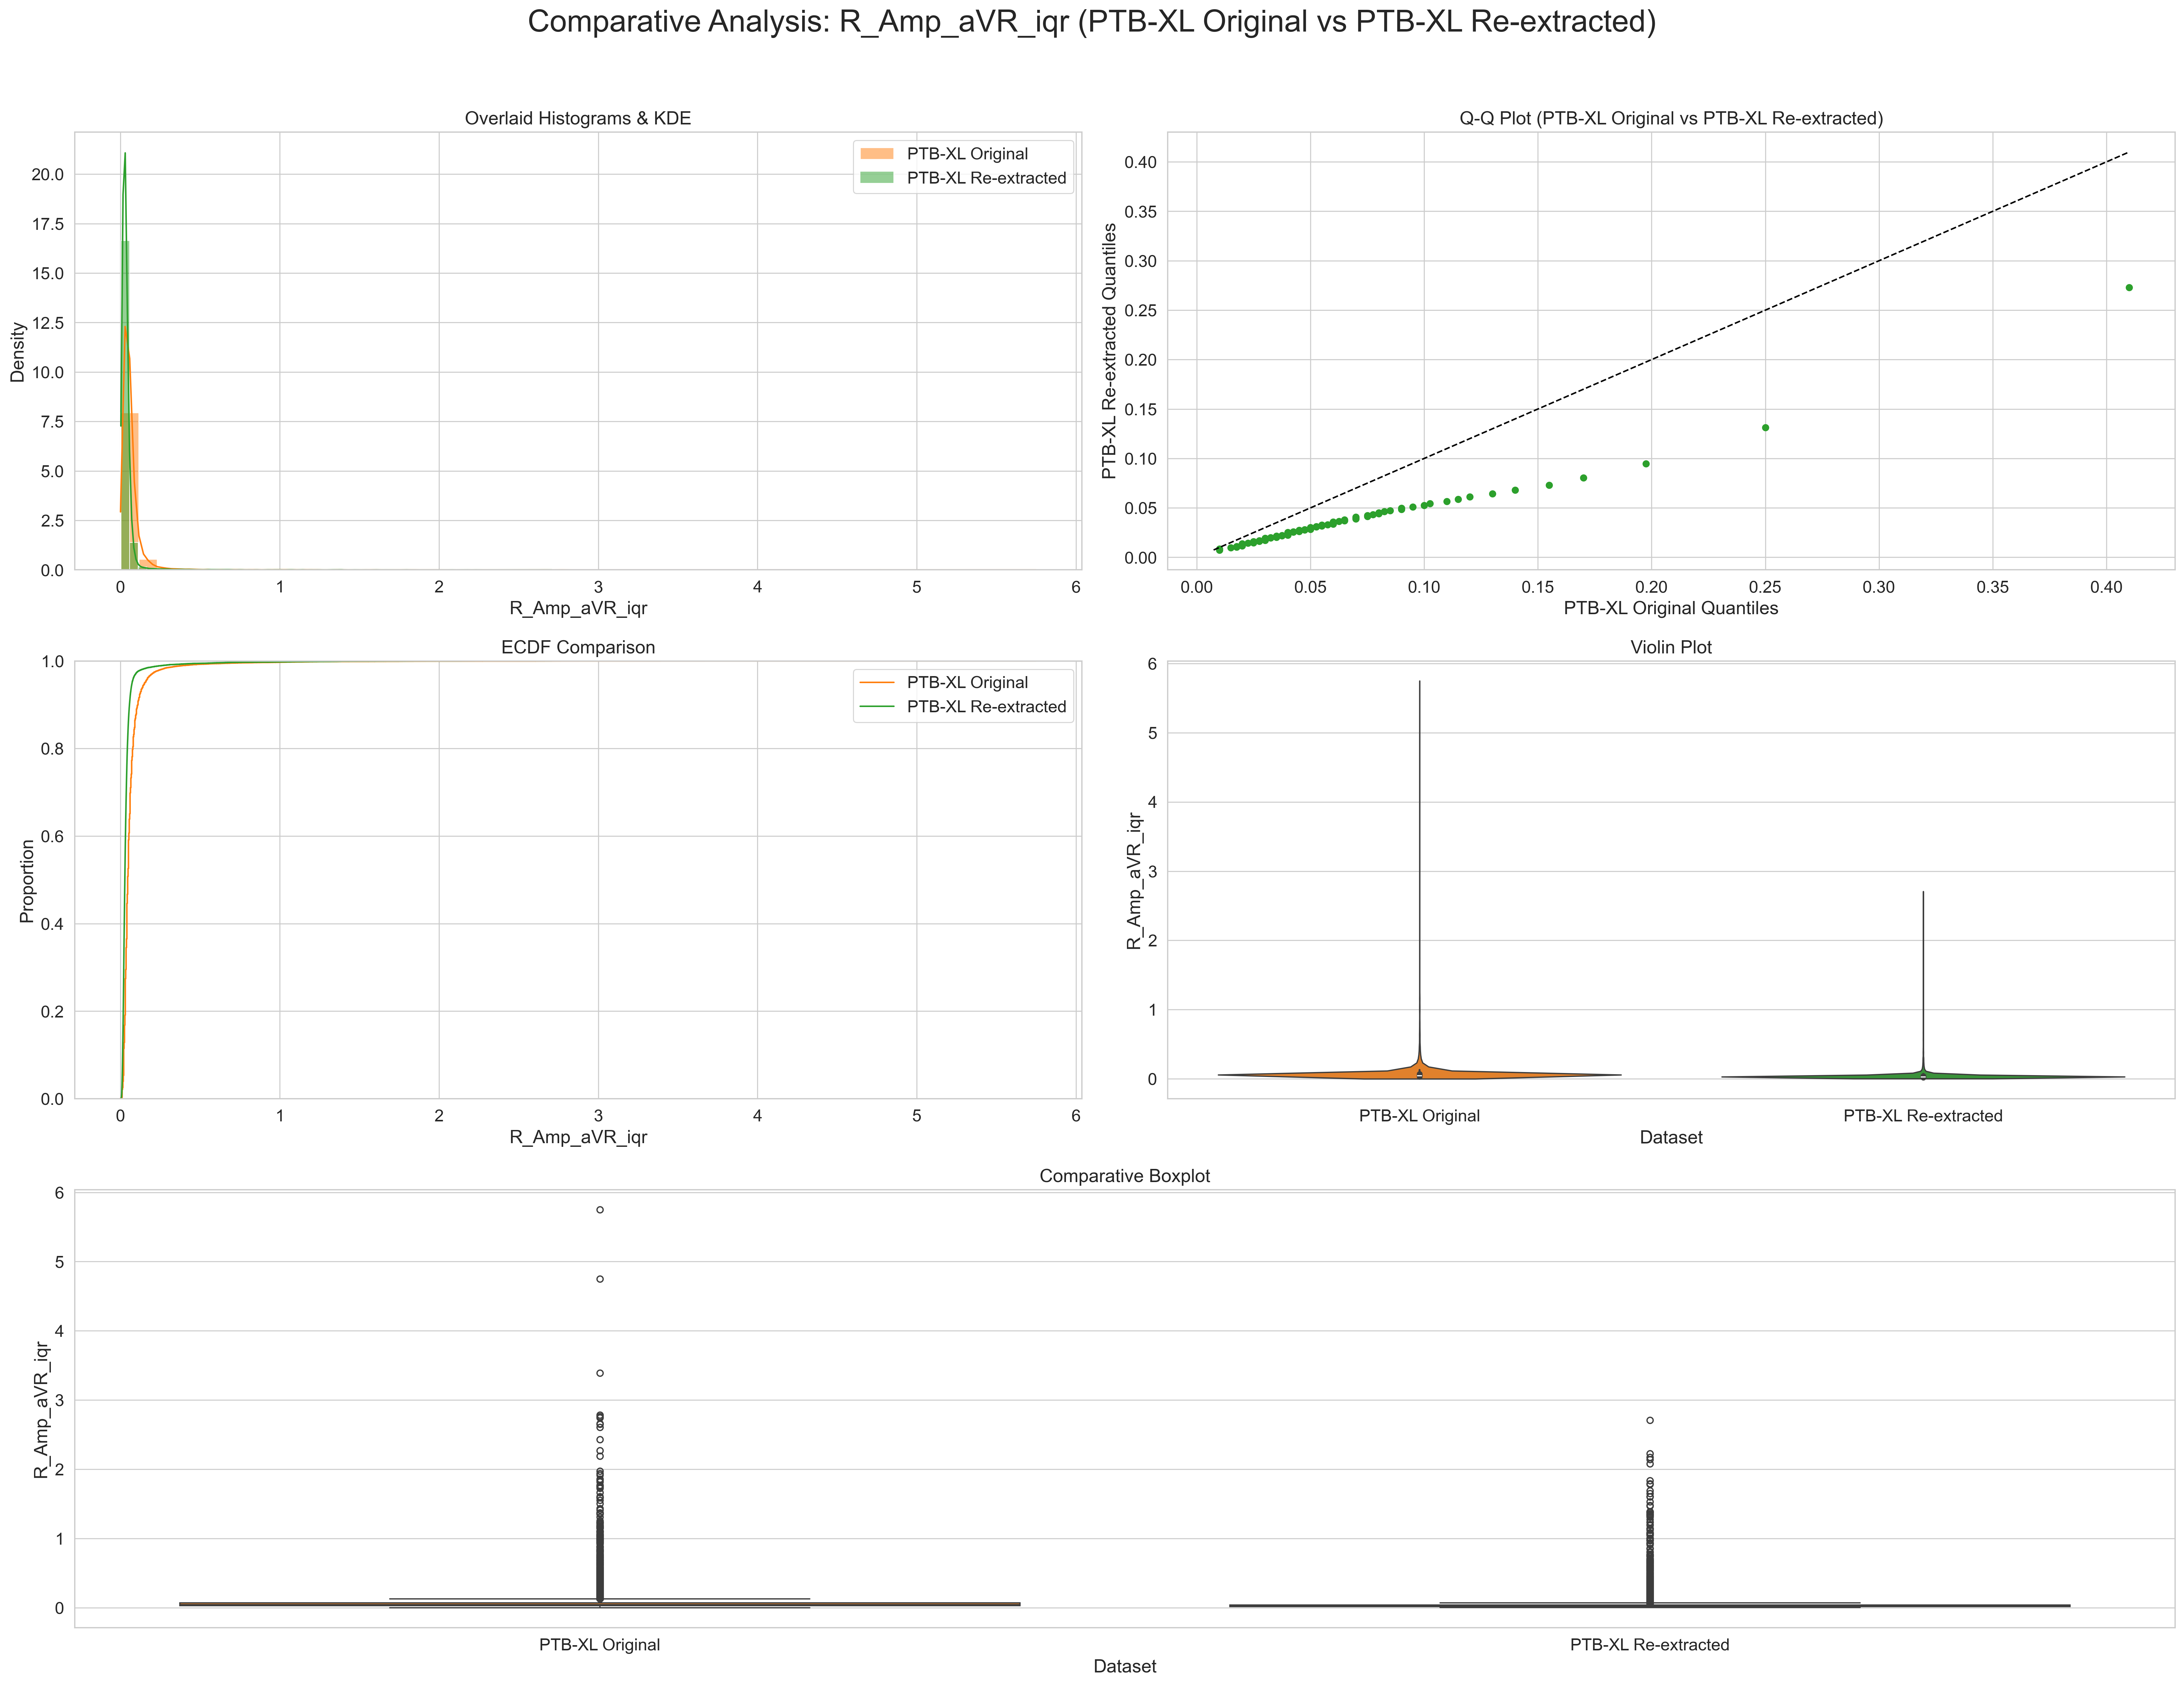 Comparative Analysis: R_Amp_aVR_iqr (PTB-XL Original vs PTB-XL Re-extracted)
Overlaid Histograms & KDE
PTB-XL Original
PTB-XL Re-extracted
Density
20.0
17.5
15.0
12.5
10.0
7.5
5.0
2.5
0.0
0 1 2 3 4 5 6
R_Amp_aVR_iqr
Q-Q Plot (PTB-XL Original vs PTB-XL Re-extracted)
PTB-XL Re-extracted Quantiles
0.40
0.35
0.30
0.25
0.20
0.15
0.10
0.05
0.00
0.00 0.05 0.10 0.15 0.20 0.25 0.30 0.35 0.40
PTB-XL Original Quantiles
ECDF Comparison
PTB-XL Original
PTB-XL Re-extracted
Proportion
1.0
0.8
0.6
0.4
0.2
0.0
0 1 2 3 4 5 6
R_Amp_aVR_iqr
Violin Plot
R_Amp_aVR_iqr
6
5
4
3
2
1
0
PTB-XL Original PTB-XL Re-extracted
Dataset
Comparative Boxplot
R_Amp_aVR_iqr
6
5
4
3
2
1
0
PTB-XL Original PTB-XL Re-extracted
Dataset